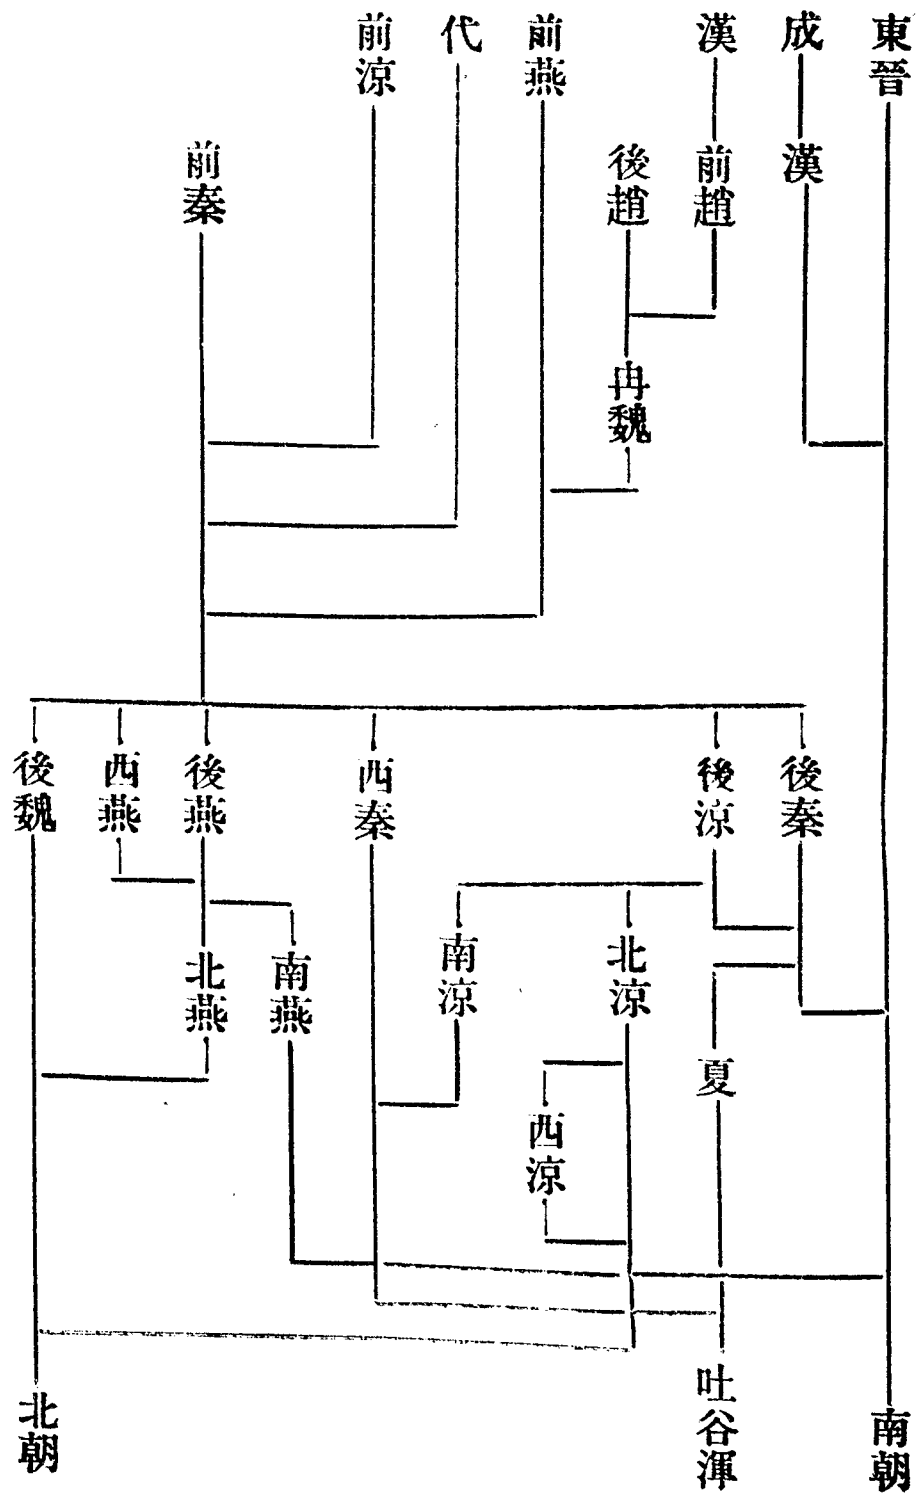 東晉
成
漢
漢
前趙
後趙
冉魏
前燕
代
前涼
前秦
後秦
後涼
西秦
後燕
西燕
後魏
夏
北涼
西涼
南涼
南燕
北燕
南朝
吐谷渾
北朝